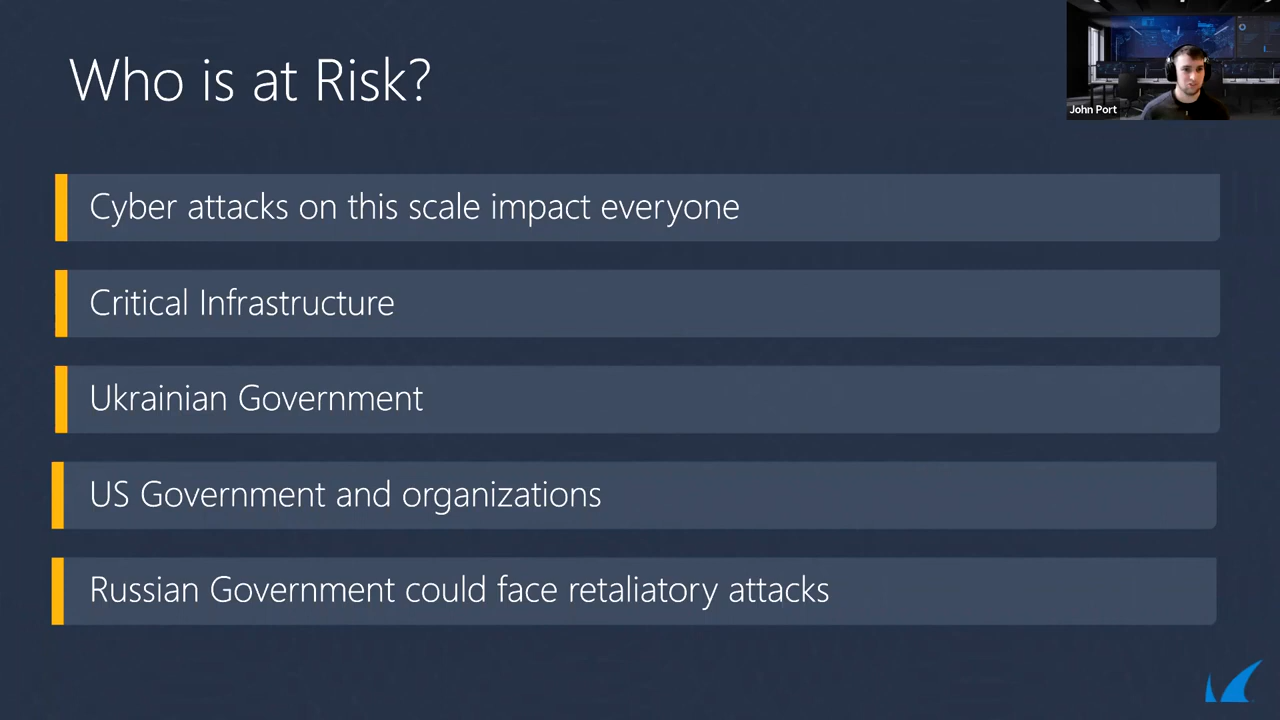 Who is at Risk?
John Port
Cyber attacks on this scale impact everyone
Critical Infrastructure
Ukrainian Government
US Government and organizations
Russian Government could face retaliatory attacks